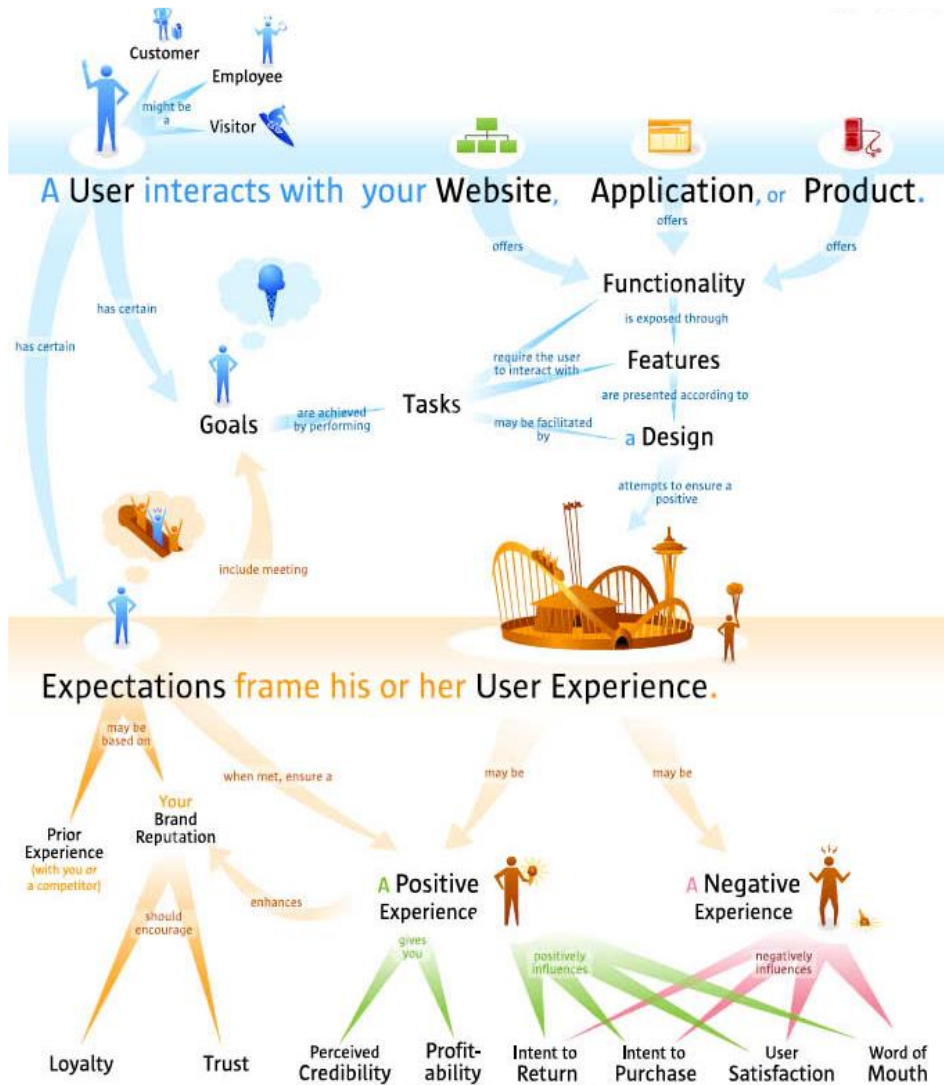 Customer
Employee
might be
a
Visitor
A User interacts with your Website, Application, or Product.
offers
offers
offers
Functionality
has certain
has certain
is exposed through
require the user
to interact with
Features
Tasks
are presented according to
Goals
are achieved
by performing
may be facilitated
by
a Design
attempts to ensure a
positive
include meeting
Expectations frame his or her User Experience.
may be
based on
when met, ensure a
may be
may be
Your
Brand
Reputation
Prior
Experience
(with you or
a competitor)
A Positive
Experience
A Negative
Experience
enhances
should
encourage
gives
you
positively
influences
negatively
influences
Loyalty
Trust
Perceived
Credibility
Profit-
ability
Intent to
Return
Intent to
Purchase
User
Satisfaction
Word of
Mouth